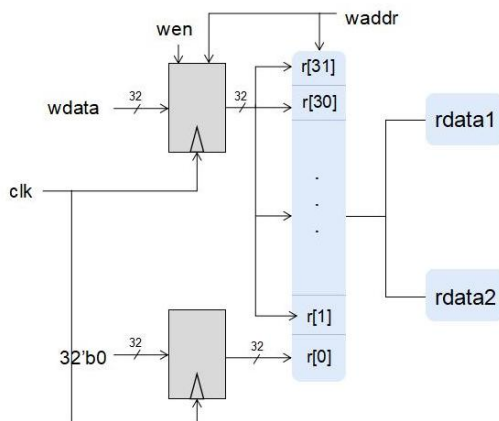 wen
waddr
wdata
32
32
r[31]
r[30]
.
.
.
rdata1
clk
rdata2
r[1]
32'b0
32
32
r[0]